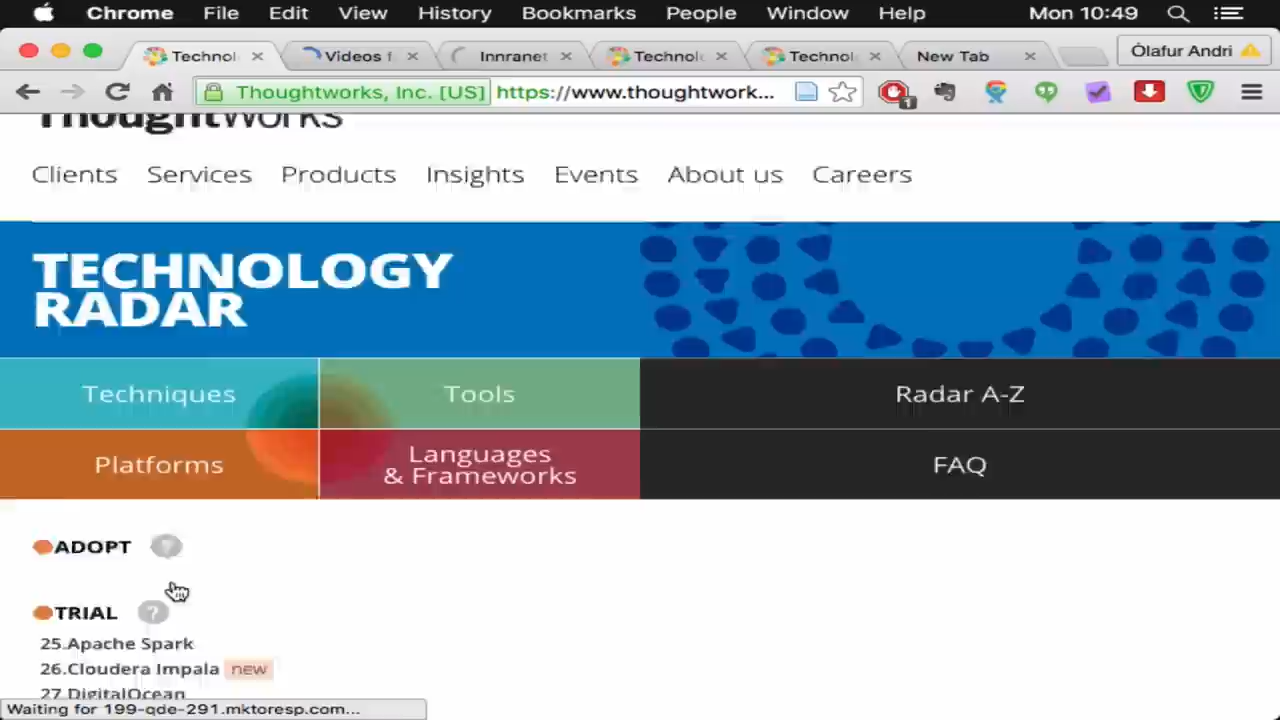 Chrome File Edit View History Bookmarks People Window Help Mon 10:49
Technol Videos f Innranet Technol Technol New Tab Ólafur Andri
Thoughtworks, Inc. [US] https://www.thoughtwork... 1
ThoughtWorks
Clients Services Products Insights Events About us Careers
TECHNOLOGY
RADAR
Techniques Tools Radar A-Z
Platforms Languages & Frameworks FAQ
ADOPT ?
TRIAL ?
25.Apache Spark
26.Cloudera Impala new
27.DigitalOcean
Waiting for 199-qde-291.mktoresp.com...